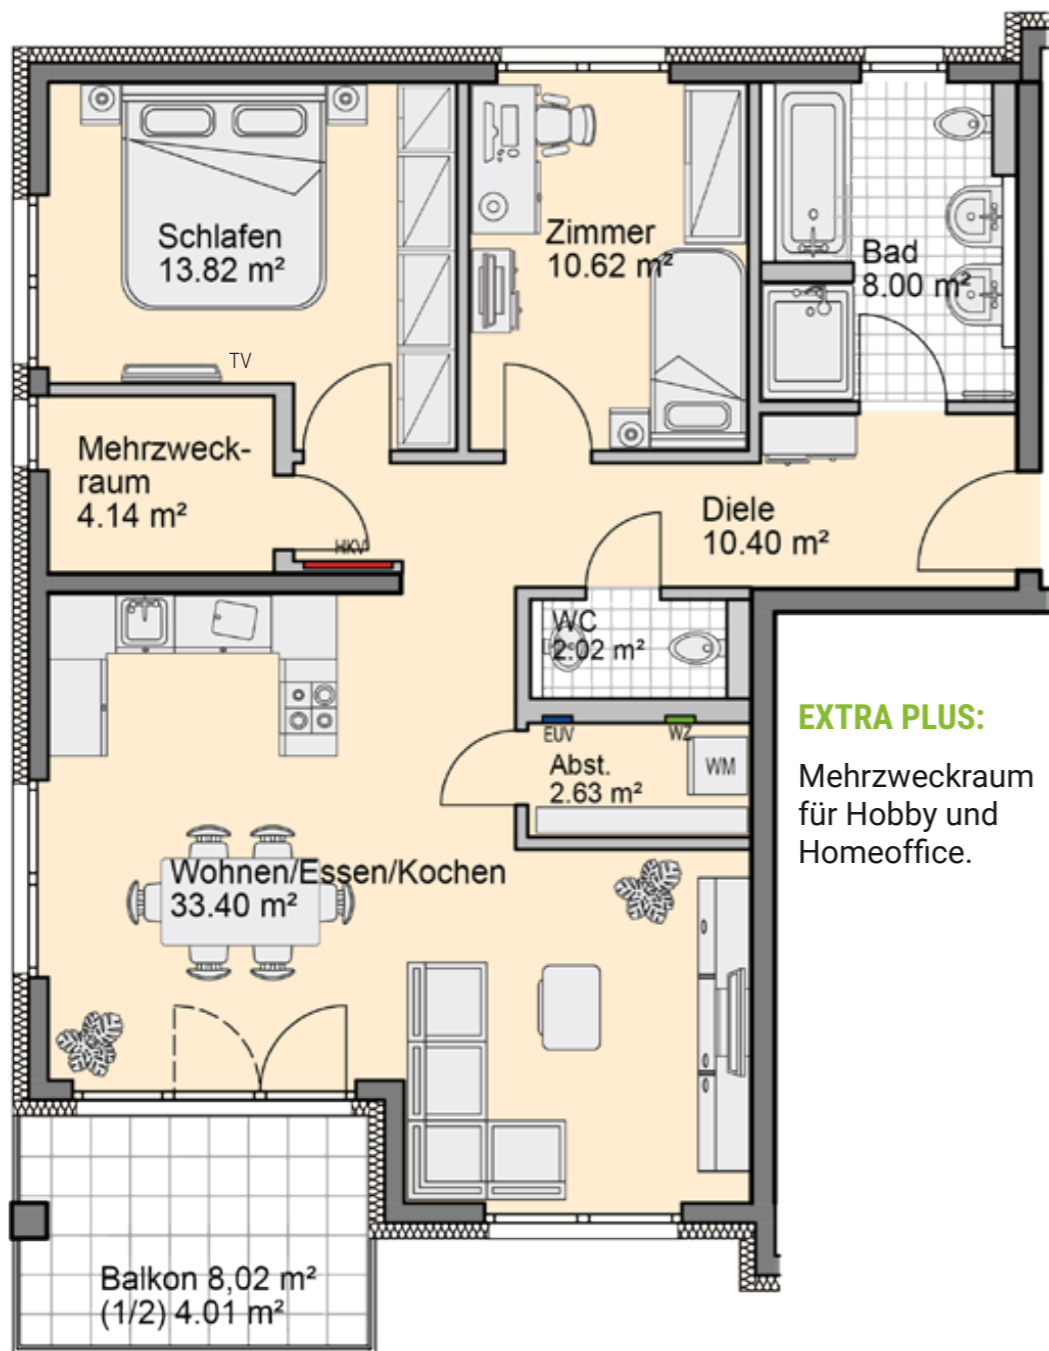 Schlafen
13.82 m²
TV
Zimmer
10.62 m²
Bad
8.00 m²
Mehrzweck-
raum
4.14 m²
HKV
Diele
10.40 m²
WC
2.02 m²
EUV
WZ
Abst.
2.63 m²
WM
EXTRA PLUS:
Mehrzweckraum
für Hobby und
Homeoffice.
Wohnen/Essen/Kochen
33.40 m²
Balkon 8,02 m²
(1/2) 4.01 m²